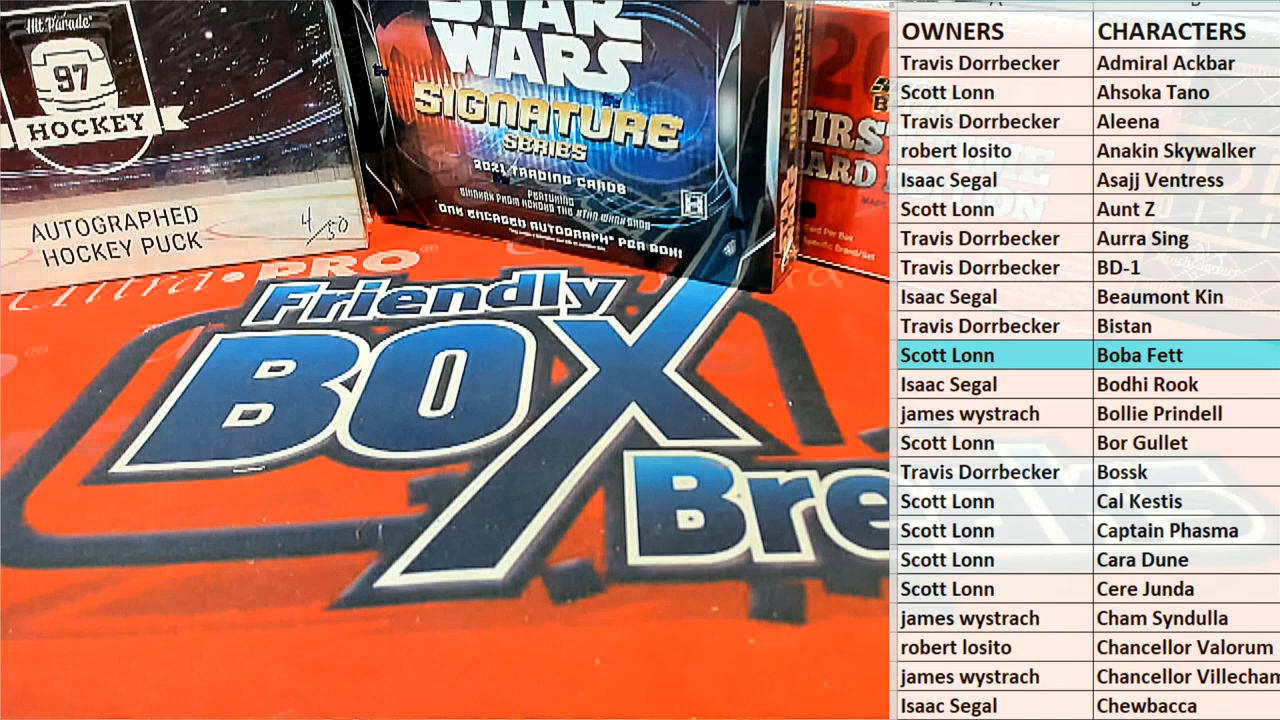 Hit Parade
97
HOCKEY
AUTOGRAPHED
HOCKEY PUCK
4/50
STAR
WARS
SIGNATURE
SERIES
2021 TRADING CARDS
FEATURING
ONE ENCASED AUTOGRAPH* PER BOX!
SIGNATURE
Ultra PRO
Friendly
BOX
Bre
OWNERS CHARACTERS
Travis Dorrbecker Admiral Ackbar
Scott Lonn Ahsoka Tano
Travis Dorrbecker Aleena
robert losito Anakin Skywalker
Isaac Segal Asajj Ventress
Scott Lonn Aunt Z
Travis Dorrbecker Aurra Sing
Travis Dorrbecker BD-1
Isaac Segal Beaumont Kin
Travis Dorrbecker Bistan
Scott Lonn Boba Fett
Isaac Segal Bodhi Rook
james wystrach Bollie Prindell
Scott Lonn Bor Gullet
Travis Dorrbecker Bossk
Scott Lonn Cal Kestis
Scott Lonn Captain Phasma
Scott Lonn Cara Dune
Scott Lonn Cere Junda
james wystrach Cham Syndulla
robert losito Chancellor Valorum
james wystrach Chancellor Villecham
Isaac Segal Chewbacca